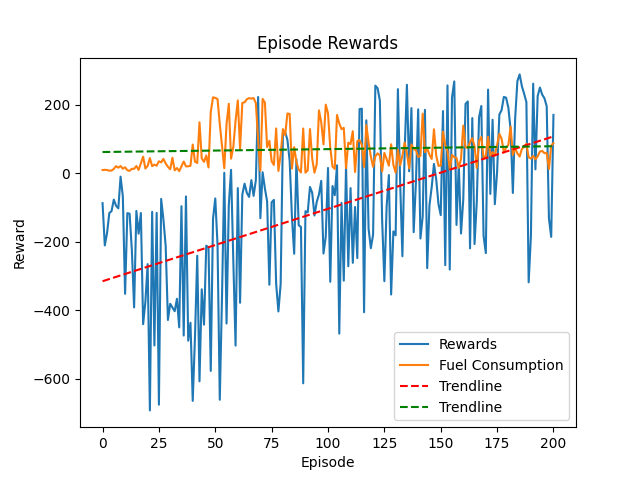 Episode Rewards
Reward
200
0
−200
−400
−600
Rewards
Fuel Consumption
Trendline
Trendline
0 25 50 75 100 125 150 175 200
Episode